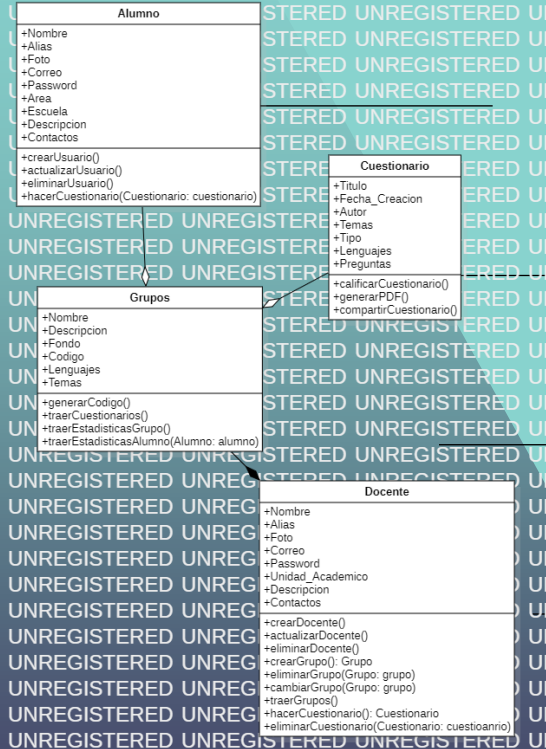 Alumno
+Nombre
+Alias
+Foto
+Correo
+Password
+Area
+Escuela
+Descripcion
+Contactos
+crearUsuario()
+actualizarUsuario()
+eliminarUsuario()
+hacerCuestionario(Cuestionario: cuestionario)
Cuestionario
+Titulo
+Fecha_Creacion
+Autor
+Temas
+Tipo
+Lenguajes
+Preguntas
+calificarCuestionario()
+generarPDF()
+compartirCuestionario()
Grupos
+Nombre
+Descripcion
+Fondo
+Codigo
+Lenguajes
+Temas
+generarCodigo()
+traerCuestionarios()
+traerEstadisticasGrupo()
+traerEstadisticasAlumno(Alumno: alumno)
Docente
+Nombre
+Alias
+Foto
+Correo
+Password
+Unidad_Academico
+Descripcion
+Contactos
+crearDocente()
+actualizarDocente()
+eliminarDocente()
+crearGrupo(): Grupo
+eliminarGrupo(Grupo: grupo)
+cambiarGrupo(Grupo: grupo)
+traerGrupos()
+hacerCuestionario(): Cuestionario
+eliminarCuestionario(Cuestionario: cuestioanrio)
UNREGISTERED UNREGISTERED